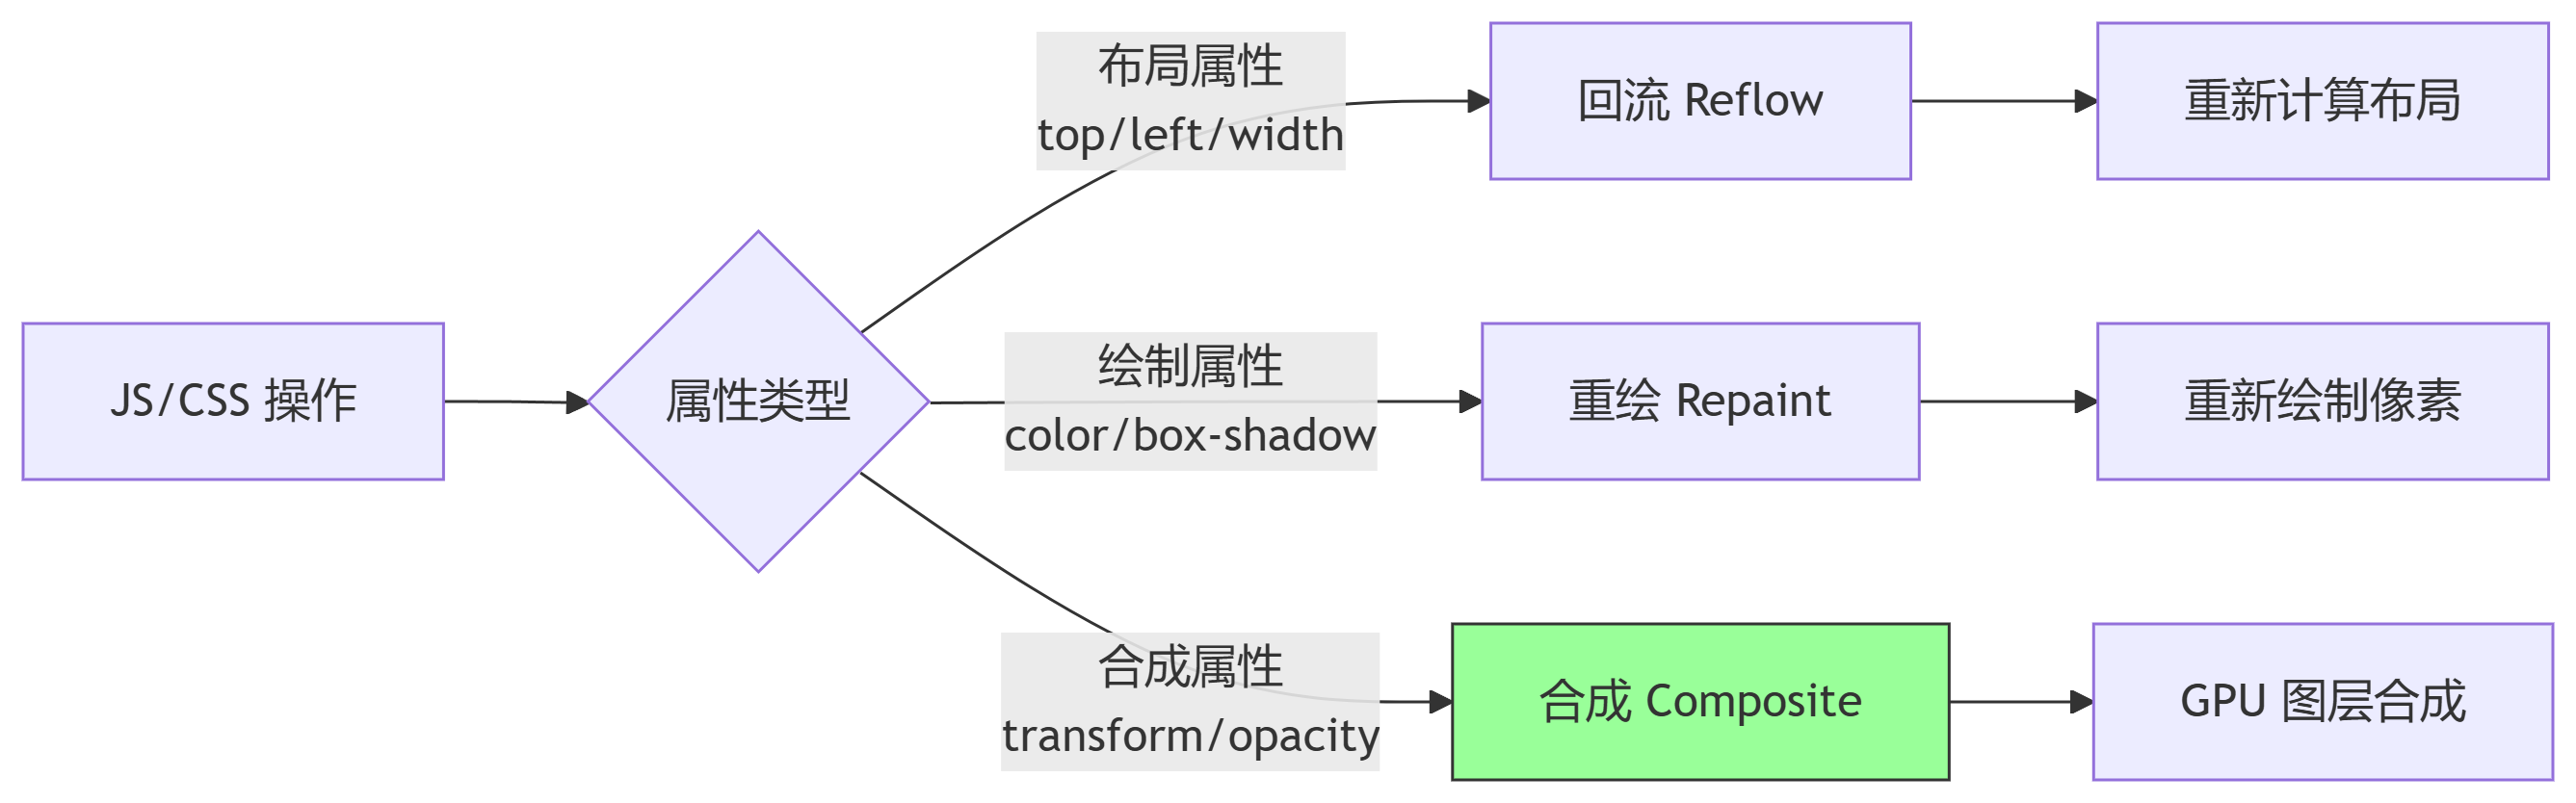 JS/CSS 操作
属性类型
布局属性
top/left/width
回流 Reflow
重新计算布局
绘制属性
color/box-shadow
重绘 Repaint
重新绘制像素
合成属性
transform/opacity
合成 Composite
GPU 图层合成